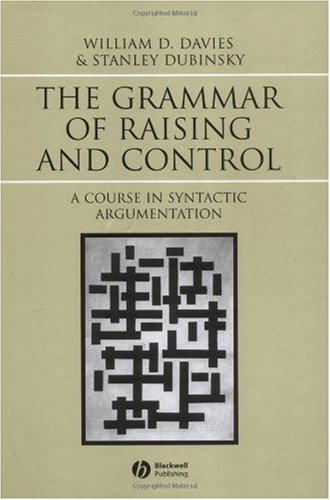 WILLIAM D. DAVIES
& STANLEY DUBINSKY
THE GRAMMAR
OF RAISING
AND CONTROL
A COURSE IN SYNTACTIC
ARGUMENTATION
Blackwell
Publishing